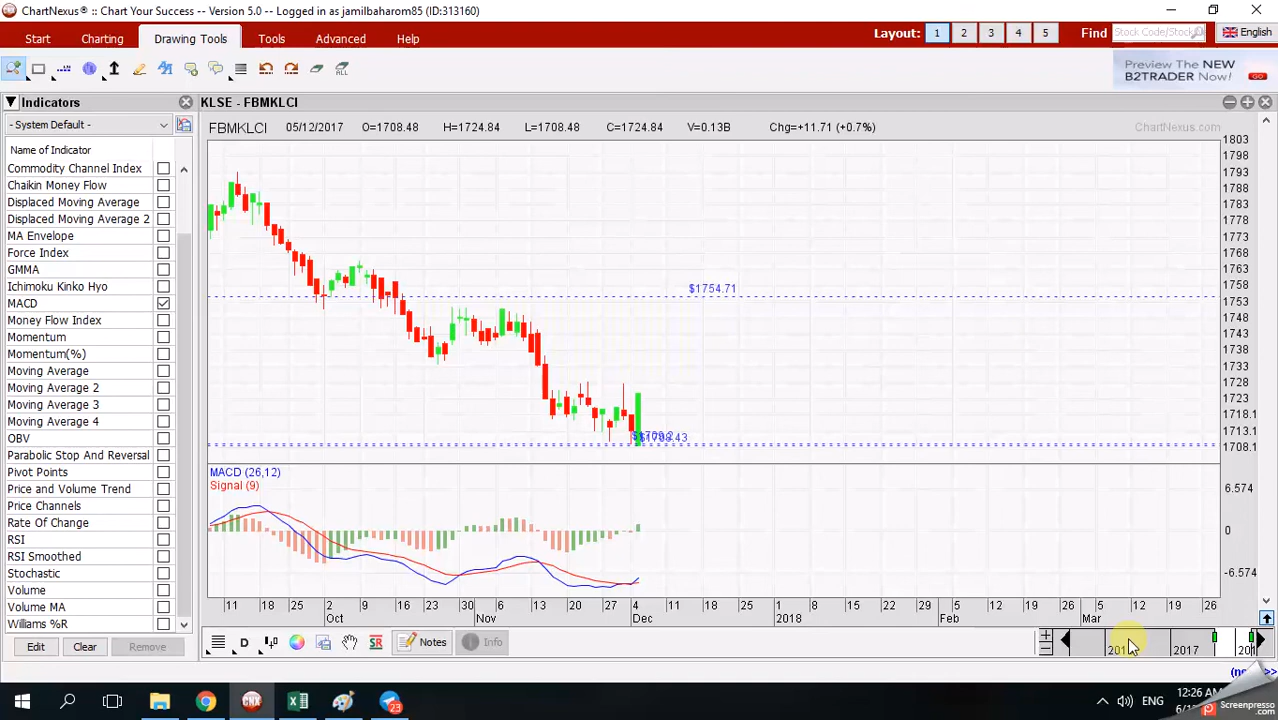 ChartNexus® :: Chart Your Success -- Version 5.0 -- Logged in as jamilbaharom85 (ID:313160)
Start Charting Drawing Tools Tools Advanced Help Layout: 1 2 3 4 5 Find Stock Code/Stock English
ALL
Preview The NEW
B2TRADER Now! GO
Indicators
- System Default -
Name of Indicator
Commodity Channel Index
Chaikin Money Flow
Displaced Moving Average
Displaced Moving Average 2
MA Envelope
Force Index
GMMA
Ichimoku Kinko Hyo
MACD
Money Flow Index
Momentum
Momentum(%)
Moving Average
Moving Average 2
Moving Average 3
Moving Average 4
OBV
Parabolic Stop And Reversal
Pivot Points
Price and Volume Trend
Price Channels
Rate Of Change
RSI
RSI Smoothed
Stochastic
Volume
Volume MA
Williams %R
Edit Clear Remove
KLSE - FBMKLCI
FBMKLCI 05/12/2017 O=1708.48 H=1724.84 L=1708.48 C=1724.84 V=0.13B Chg=+11.71 (+0.7%) ChartNexus.com
1803
1798
1793
1788
1783
1778
1773
1768
1763
1758
1753
1748
1743
1738
1733
1728
1723
1718.1
1713
1708.1
$1754.71
MACD (26,12)
Signal (9)
6.574
0
-6.574
11 18 25 2 9 16 23 30 6 13 20 27 4 11 18 25 1 8 15 22 29 5 12 19 26 5 12 19 26
Oct Nov Dec 2018 Feb Mar
D SR Notes Info
2017
CNX 23
ENG
12:26 AM
Screenpresso
.com